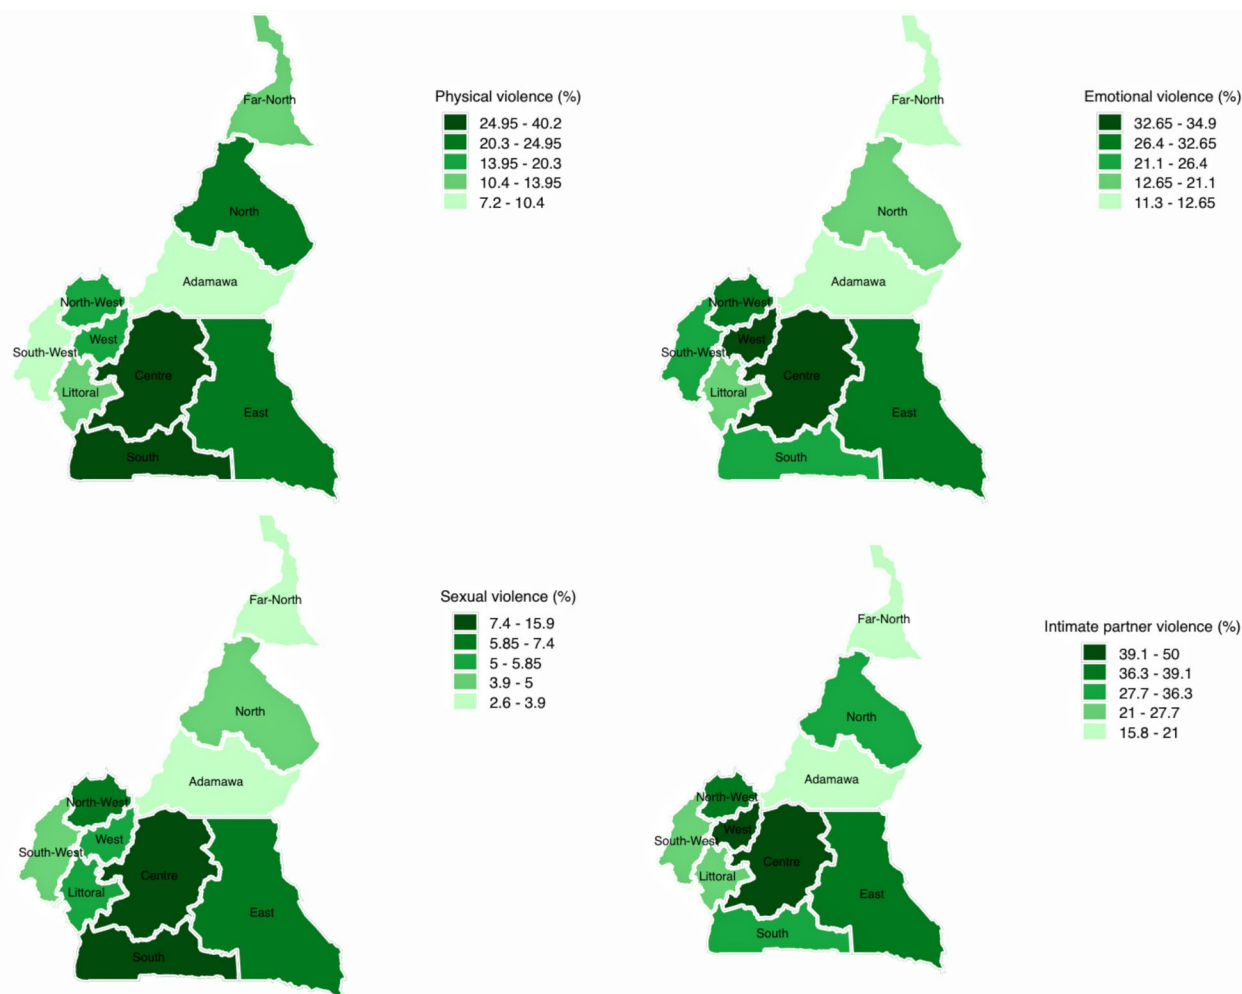 Physical violence (%)
24.95 - 40.2
20.3 - 24.95
13.95 - 20.3
10.4 - 13.95
7.2 - 10.4
Far-North
North
Adamawa
North-West
West
South-West
Centre
Littoral
East
South
Emotional violence (%)
32.65 - 34.9
26.4 - 32.65
21.1 - 26.4
12.65 - 21.1
11.3 - 12.65
Far-North
North
Adamawa
North-West
West
South-West
Centre
Littoral
East
South
Sexual violence (%)
7.4 - 15.9
5.85 - 7.4
5 - 5.85
3.9 - 5
2.6 - 3.9
Far-North
North
Adamawa
North-West
West
South-West
Centre
Littoral
East
South
Intimate partner violence (%)
39.1 - 50
36.3 - 39.1
27.7 - 36.3
21 - 27.7
15.8 - 21
Far-North
North
Adamawa
North-West
West
South-West
Centre
Littoral
East
South